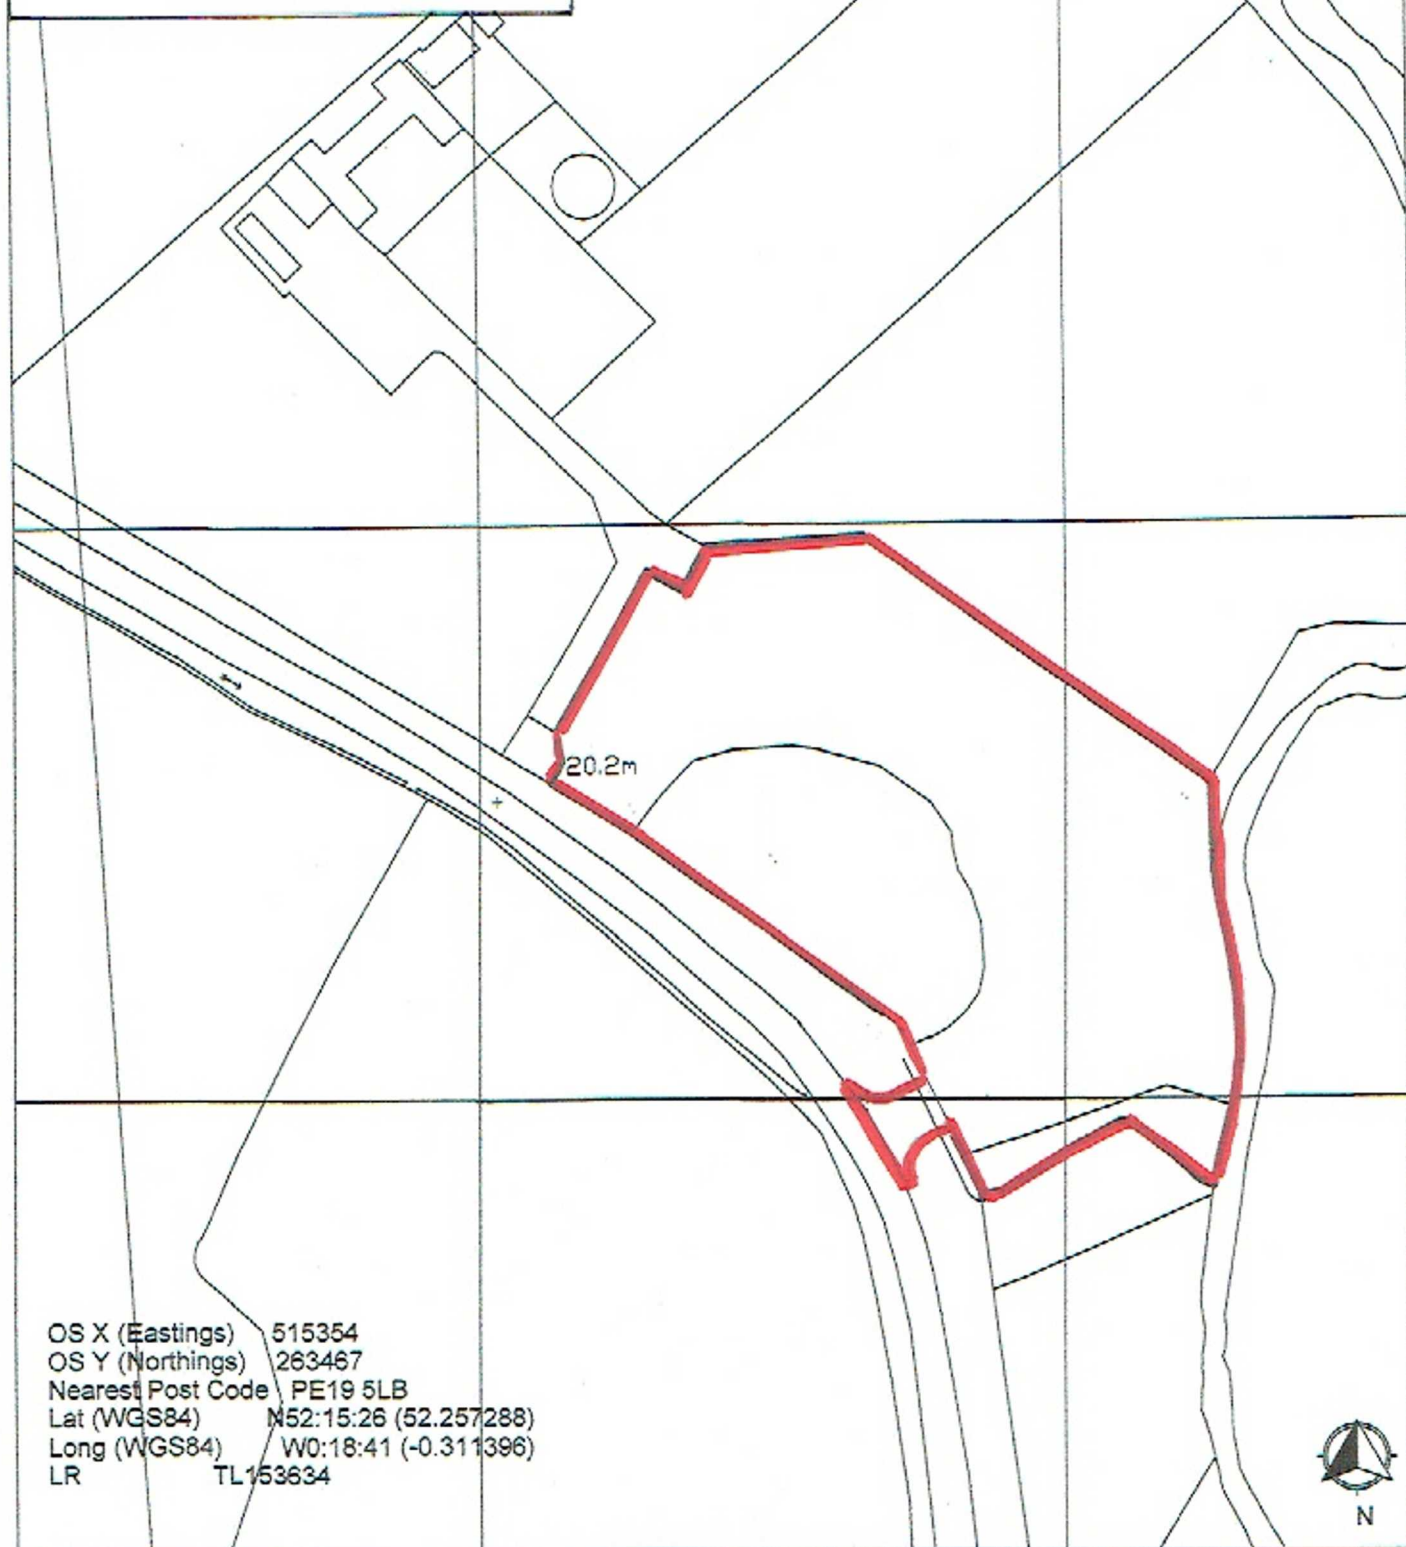 20.2m
OS X (Eastings) 515354
OS Y (Northings) 263467
Nearest Post Code PE19 5LB
Lat (WGS84) N52:15:26 (52.257288)
Long (WGS84) W0:18:41 (-0.311396)
LR TL153634
N